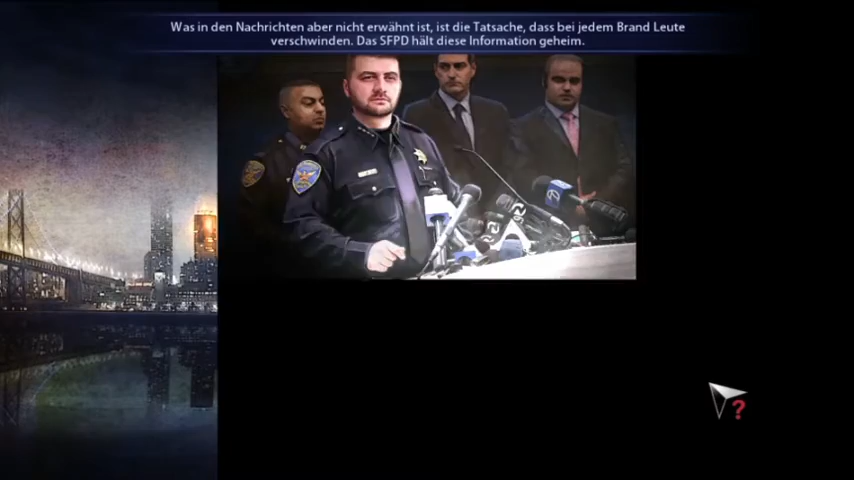 Was in den Nachrichten aber nicht erwähnt ist, ist die Tatsache, dass bei jedem Brand Leute
verschwinden. Das SFPD hält diese Information geheim.
?